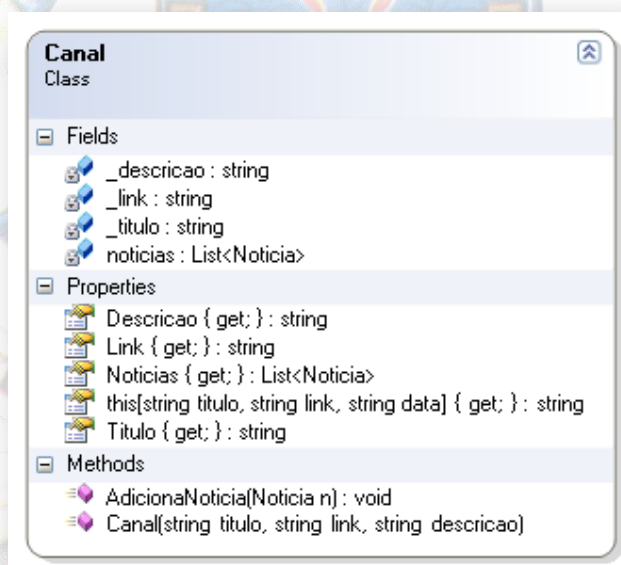 Canal
Class
Fields
_descricao : string
_link : string
_titulo : string
noticias : List<Noticia>
Properties
Descricao { get; } : string
Link { get; } : string
Noticias { get; } : List<Noticia>
this[string titulo, string link, string data] { get; } : string
Titulo { get; } : string
Methods
AdicionaNoticia(Noticia n) : void
Canal(string titulo, string link, string descricao)